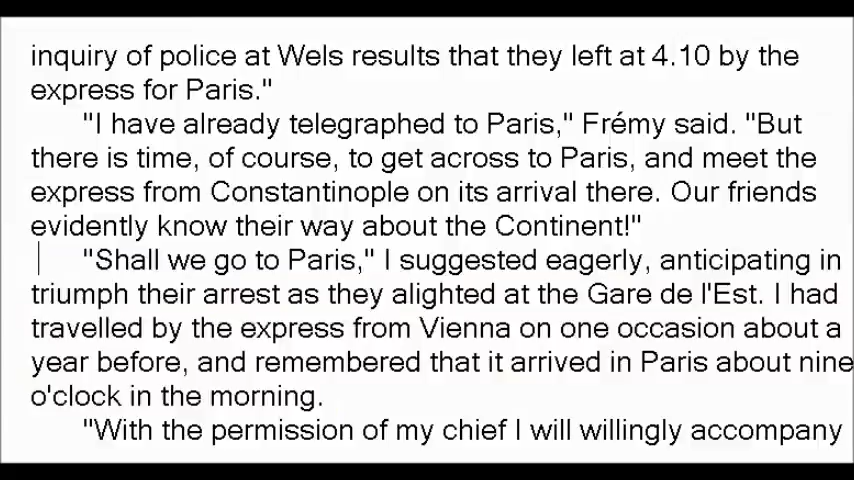 inquiry of police at Wels results that they left at 4.10 by the
express for Paris."
"I have already telegraphed to Paris," Frémy said. "But
there is time, of course, to get across to Paris, and meet the
express from Constantinople on its arrival there. Our friends
evidently know their way about the Continent!"
"Shall we go to Paris," I suggested eagerly, anticipating in
triumph their arrest as they alighted at the Gare de l'Est. I had
travelled by the express from Vienna on one occasion about a
year before, and remembered that it arrived in Paris about nine
o'clock in the morning.
"With the permission of my chief I will willingly accompany